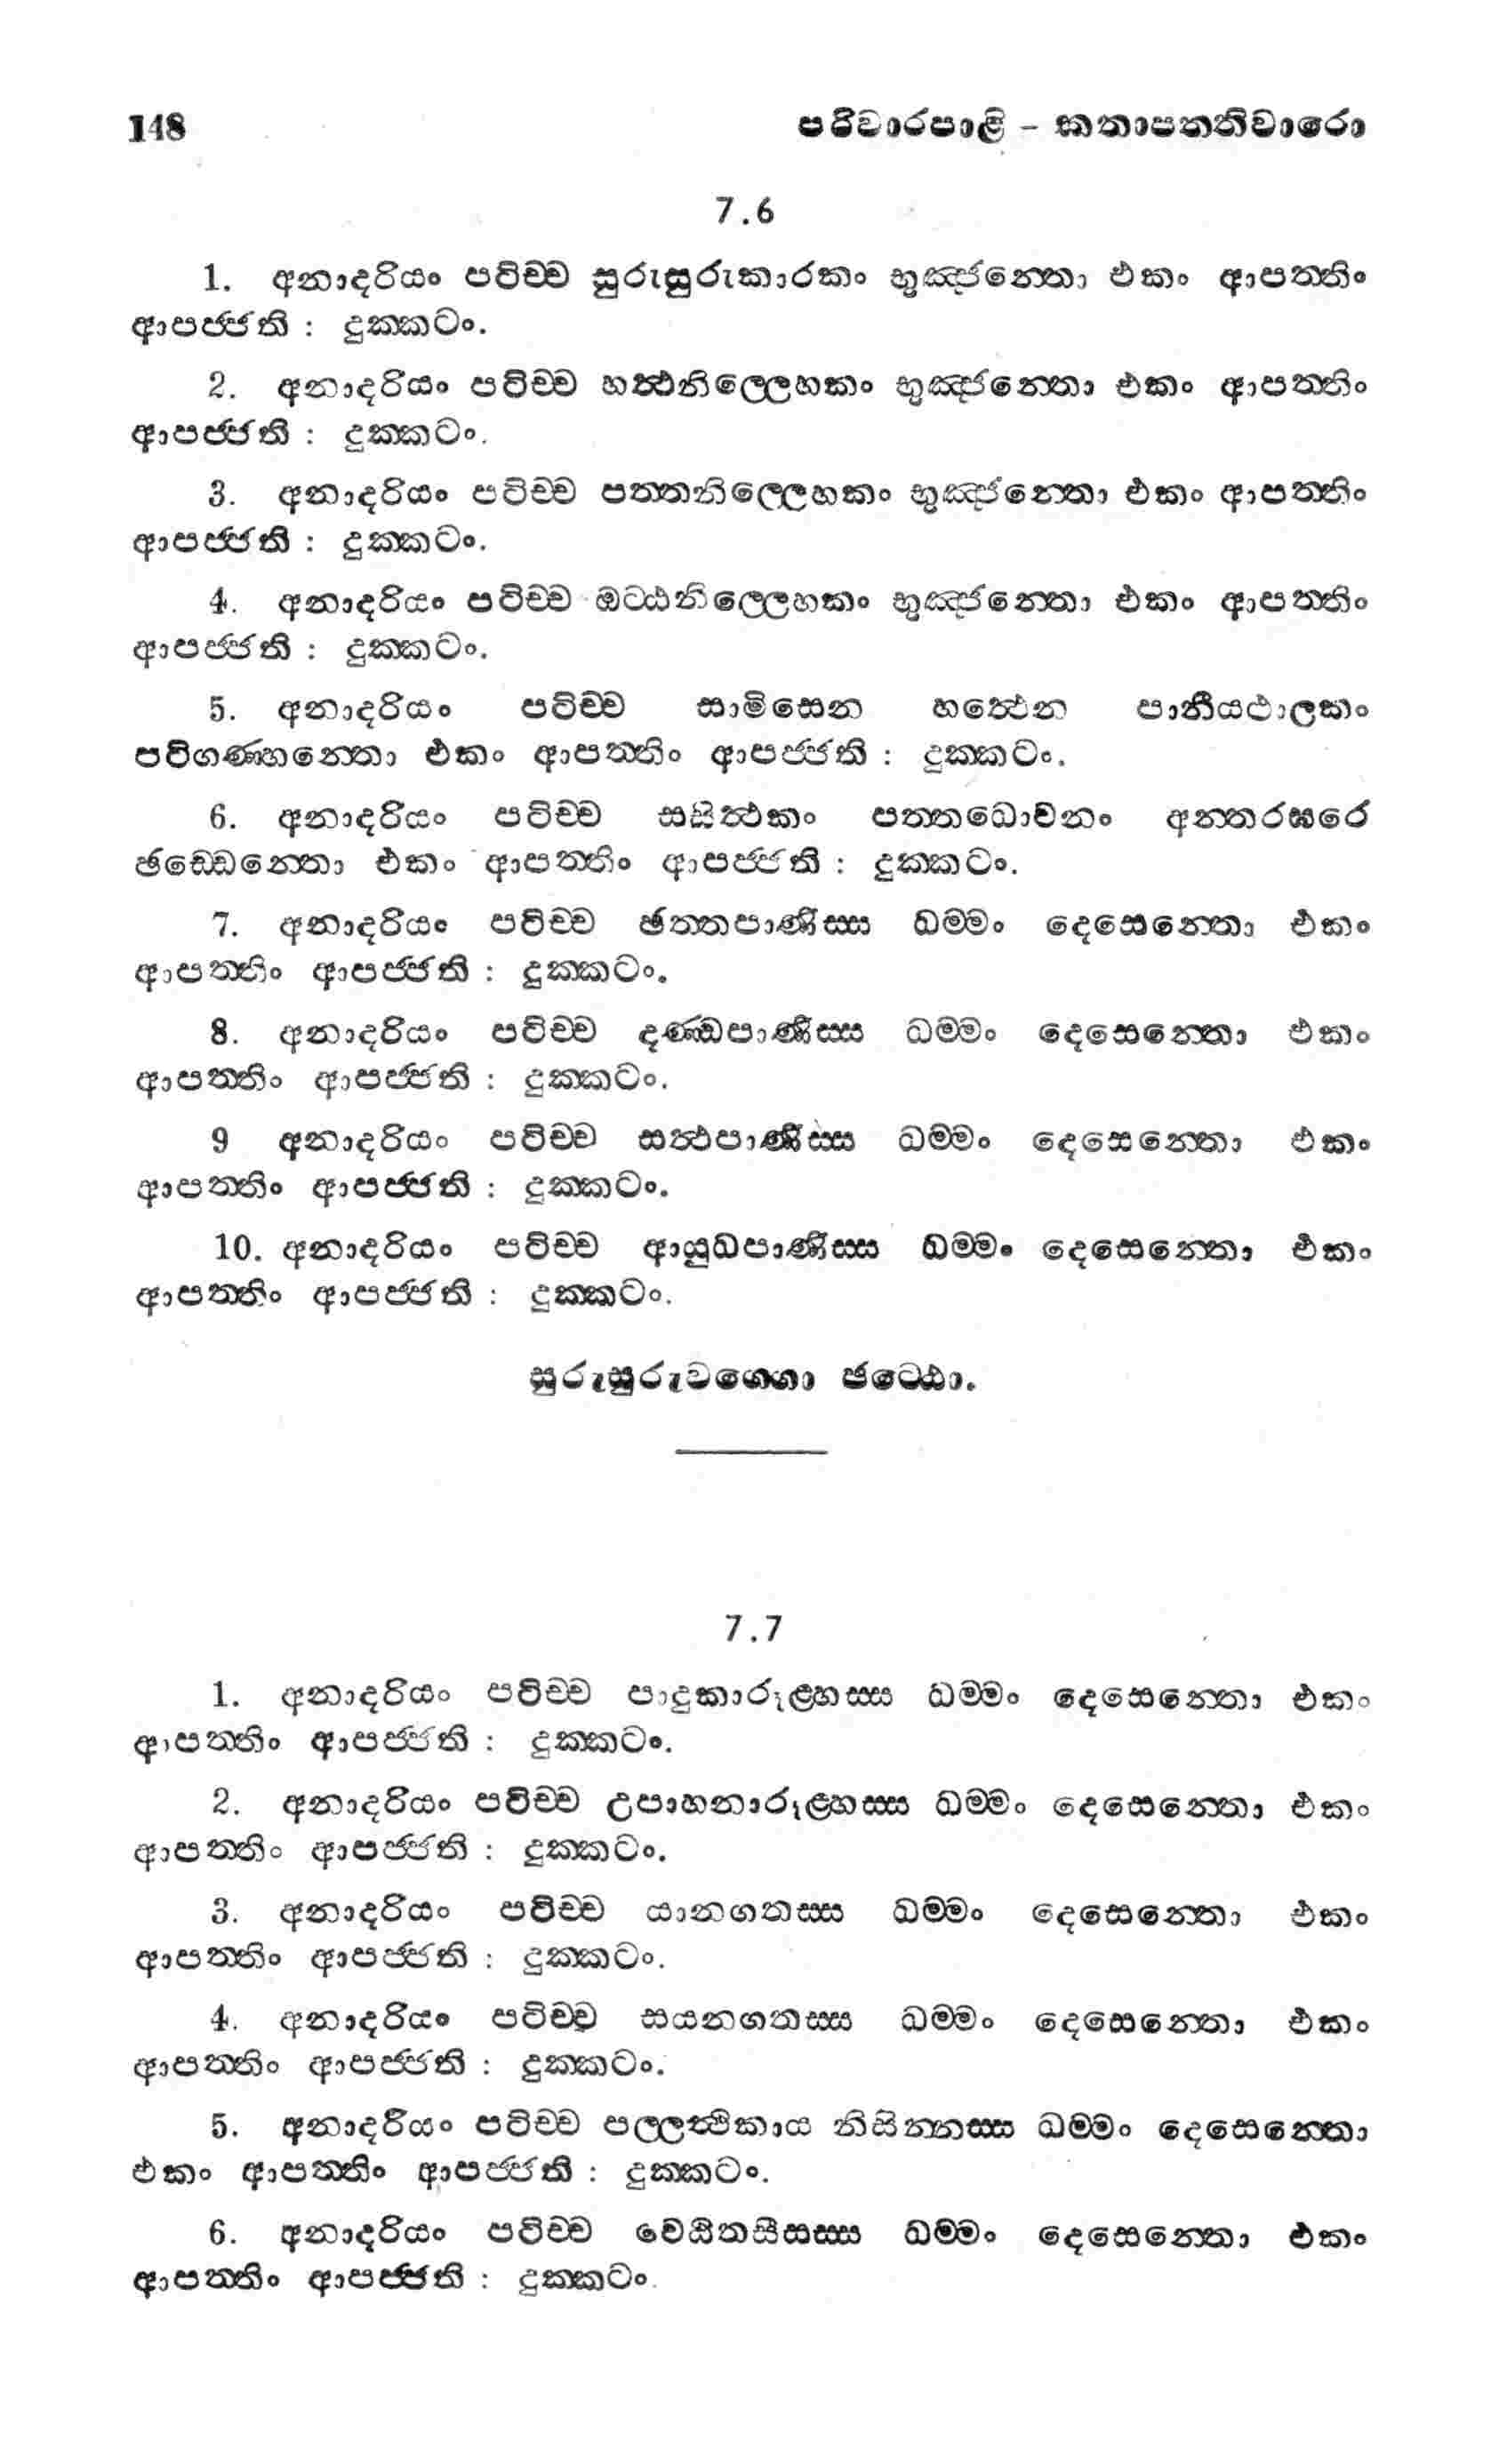 148 පරිවාරපාළි – කතාපත්තිවාරො
7.6
1. අනාදරියං පටිච්ච සුරුසුරුකාරකං භුඤ්ජන්තො එකං ආපත්තිං
ආපජ්ජති : දුක්කටං.
2. අනාදරියං පටිච්ච හත්ථනිල්ලෙහකං භුඤ්ජන්තො එකං ආපත්තිං
ආපජ්ජති : දුක්කටං.
3. අනාදරියං පටිච්ච පත්තනිල්ලෙහකං භුඤ්ජන්තො එකං ආපත්තිං
ආපජ්ජති : දුක්කටං.
4. අනාදරියං පටිච්ච ඔට්ඨනිල්ලෙහකං භුඤ්ජන්තො එකං ආපත්තිං
ආපජ්ජති : දුක්කටං.
5. අනාදරියං පටිච්ච සාමිසෙන හත්ථෙන පානීයථාලකං
පටිගණ්හන්තො එකං ආපත්තිං ආපජ්ජති : දුක්කටං.
6. අනාදරියං පටිච්ච සසිත්ථකං පත්තධොවනං අන්තරඝරෙ
ඡඩ්ඩෙන්තො එකං ආපත්තිං ආපජ්ජති : දුක්කටං.
7. අනාදරියං පටිච්ච ඡත්තපාණිස්ස ධම්මං දෙසෙන්තො එකං
ආපත්තිං ආපජ්ජති : දුක්කටං.
8. අනාදරියං පටිච්ච දණ්ඩපාණිස්ස ධම්මං දෙසෙන්තො එකං
ආපත්තිං ආපජ්ජති : දුක්කටං.
9 අනාදරියං පටිච්ච සත්ථපාණිස්ස ධම්මං දෙසෙන්තො එකං
ආපත්තිං ආපජ්ජති : දුක්කටං.
10. අනාදරියං පටිච්ච ආයුධපාණිස්ස ධම්මං දෙසෙන්තො එකං
ආපත්තිං ආපජ්ජති : දුක්කටං.
සුරුසුරුවග්ගො ඡට්ඨො.
7.7
1. අනාදරියං පටිච්ච පාදුකාරූළ්හස්ස ධම්මං දෙසෙන්තො එකං
ආපත්තිං ආපජ්ජති : දුක්කටං.
2. අනාදරියං පටිච්ච උපාහනාරූළ්හස්ස ධම්මං දෙසෙන්තො එකං
ආපත්තිං ආපජ්ජති : දුක්කටං.
3. අනාදරියං පටිච්ච යානගතස්ස ධම්මං දෙසෙන්තො එකං
ආපත්තිං ආපජ්ජති : දුක්කටං.
4. අනාදරියං පටිච්ච සයනගතස්ස ධම්මං දෙසෙන්තො එකං
ආපත්තිං ආපජ්ජති : දුක්කටං.
5. අනාදරියං පටිච්ච පල්ලත්ථිකාය නිසින්නස්ස ධම්මං දෙසෙන්තො
එකං ආපත්තිං ආපජ්ජති : දුක්කටං.
6. අනාදරියං පටිච්ච වෙඨිතසීසස්ස ධම්මං දෙසෙන්තො එකං
ආපත්තිං ආපජ්ජති : දුක්කටං.